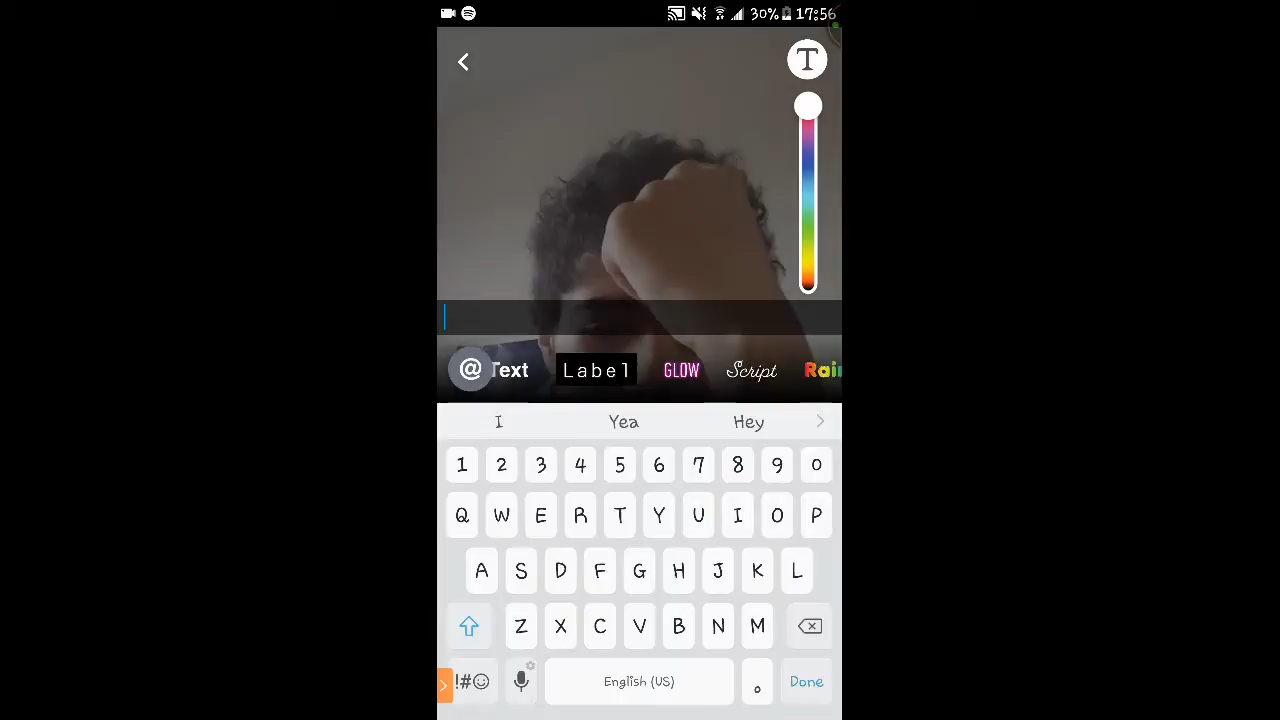 30% 17:56
T
@ Text Label GLOW Script Rai
I Yea Hey
1 2 3 4 5 6 7 8 9 0
Q W E R T Y U I O P
A S D F G H J K L
Z X C V B N M
!#☺ English (US) . Done